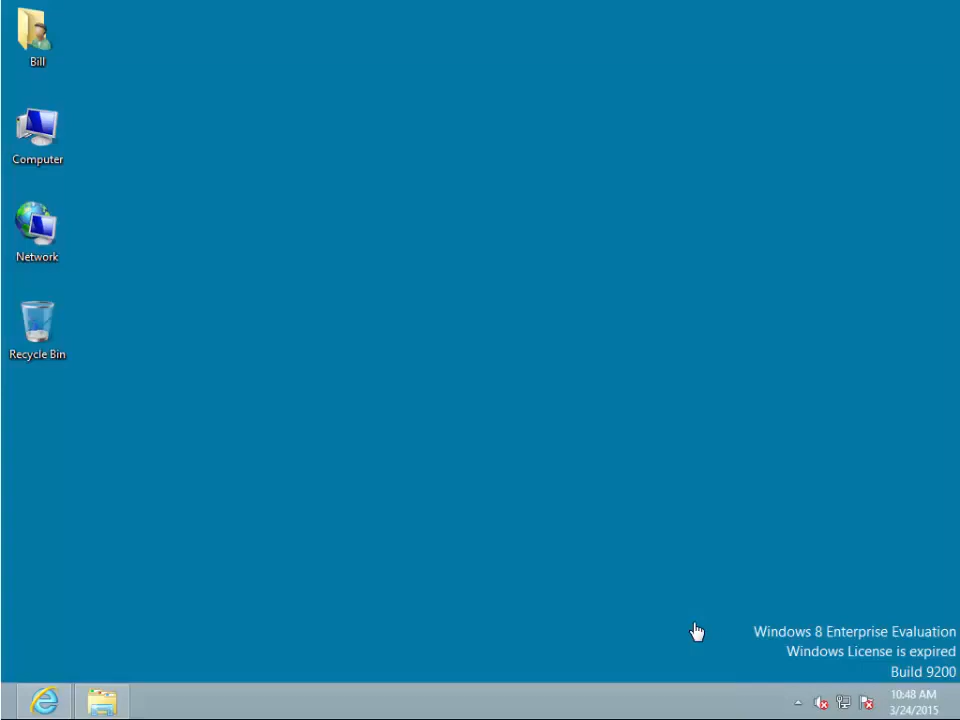 Bill
Computer
Network
Recycle Bin
Windows 8 Enterprise Evaluation
Windows License is expired
Build 9200
10:48 AM
3/24/2015